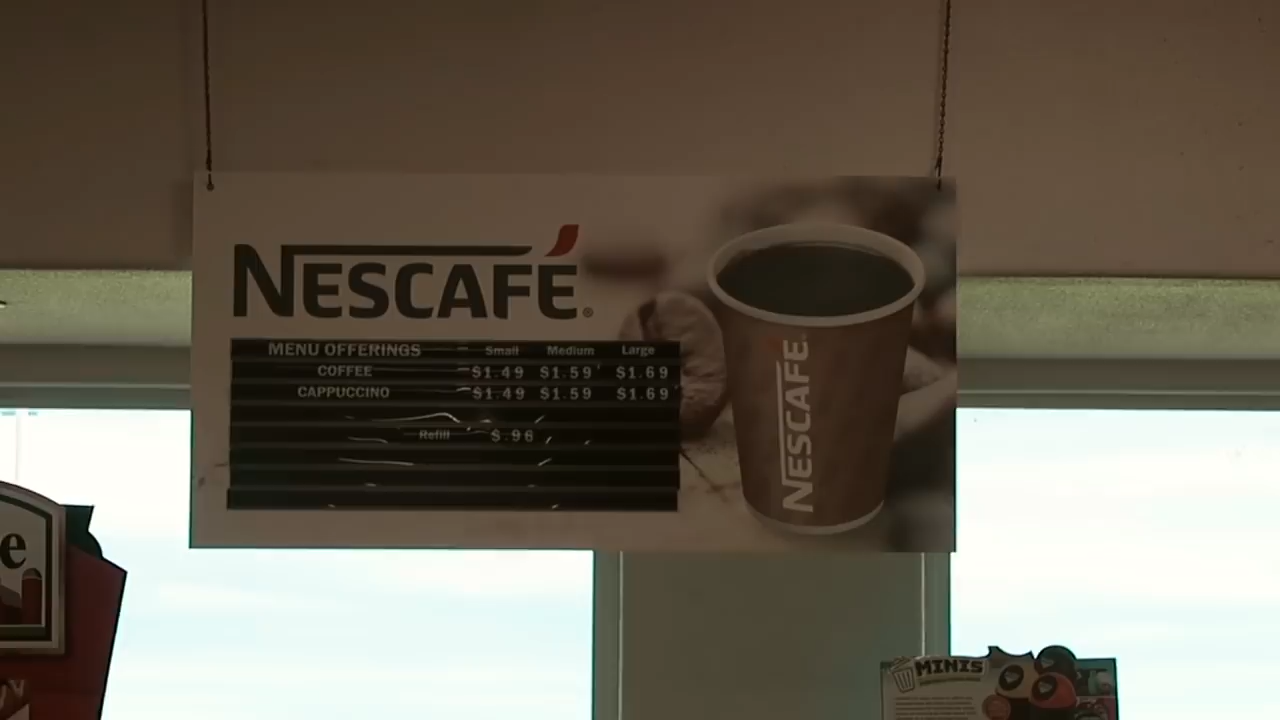 NESCAFÉ®
MENU OFFERINGS Small Medium Large
COFFEE $1.49 $1.59 $1.69
CAPPUCCINO $1.49 $1.59 $1.69
Refill $.96
NESCAFÉ
e
MINIS